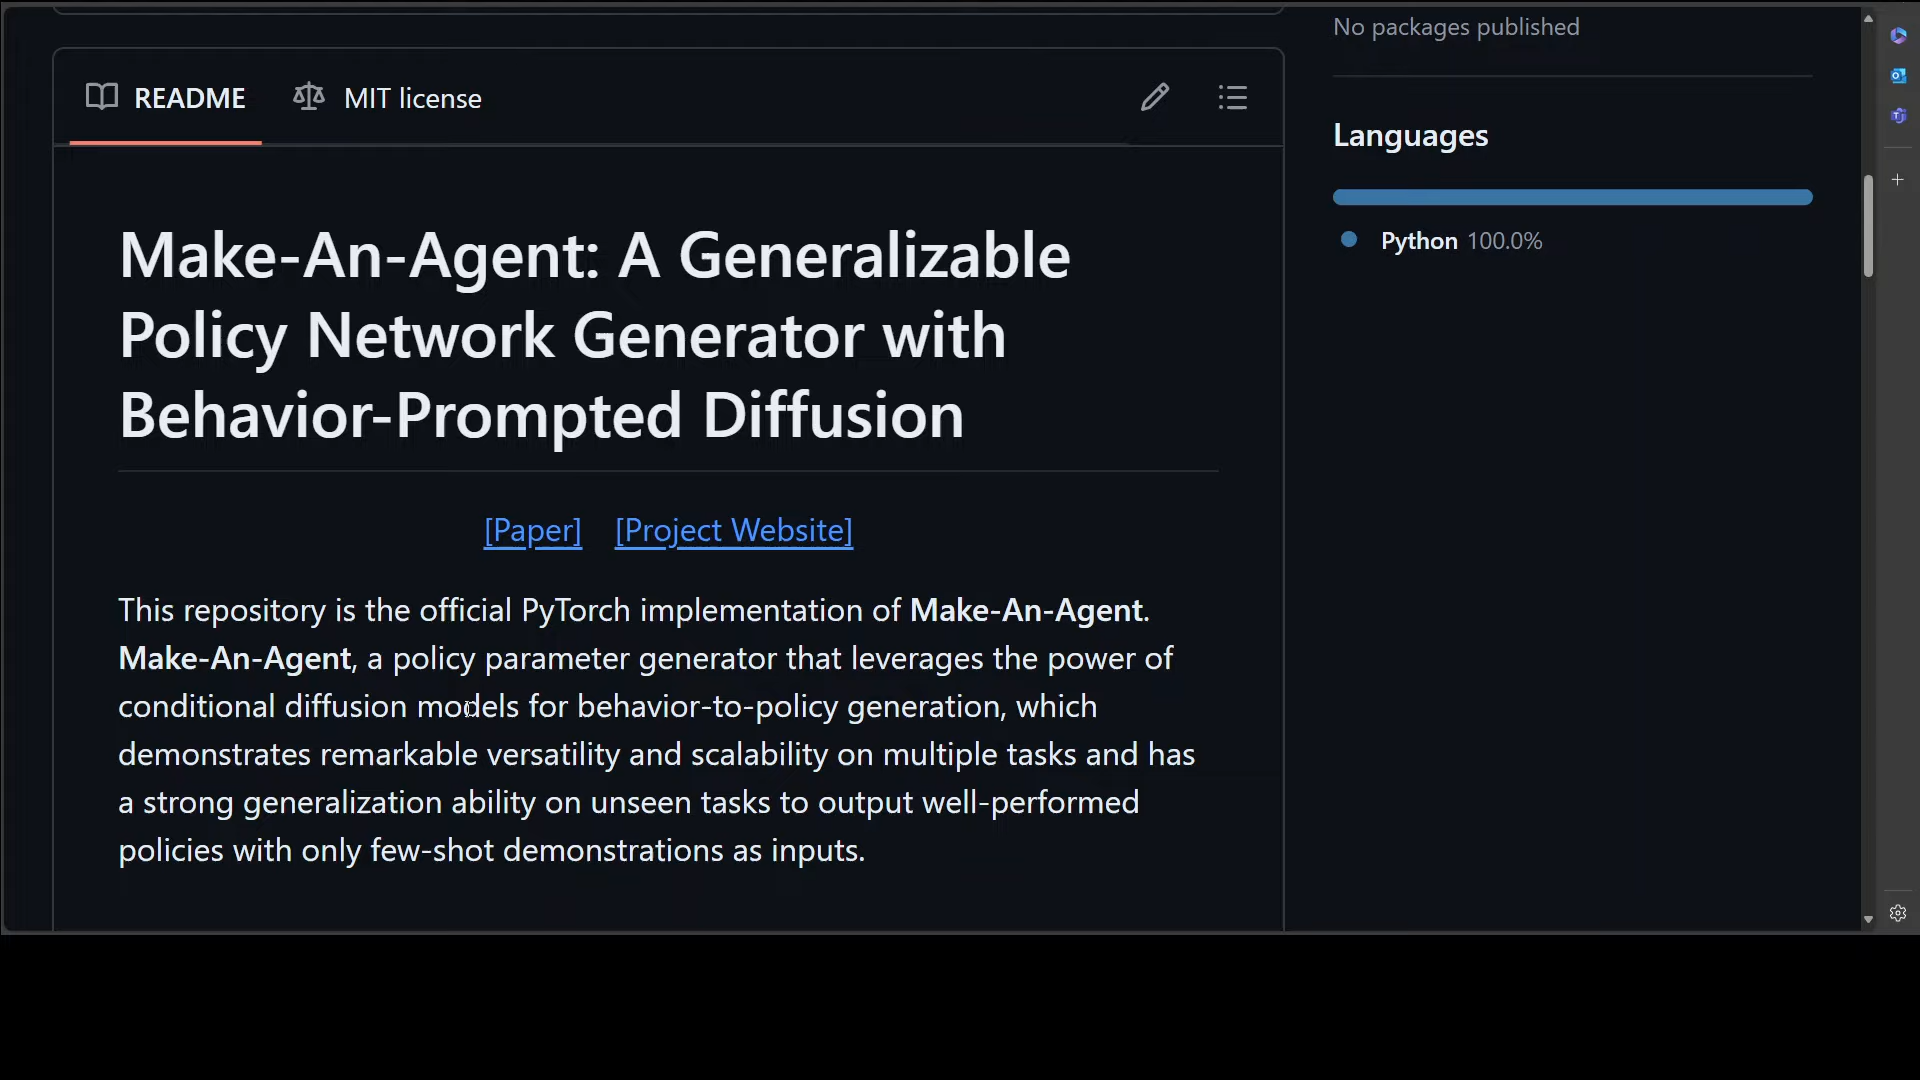 No packages published
README MIT license
Languages
Python 100.0%
Make-An-Agent: A Generalizable
Policy Network Generator with
Behavior-Prompted Diffusion
[Paper] [Project Website]
This repository is the official PyTorch implementation of Make-An-Agent.
Make-An-Agent, a policy parameter generator that leverages the power of
conditional diffusion models for behavior-to-policy generation, which
demonstrates remarkable versatility and scalability on multiple tasks and has
a strong generalization ability on unseen tasks to output well-performed
policies with only few-shot demonstrations as inputs.